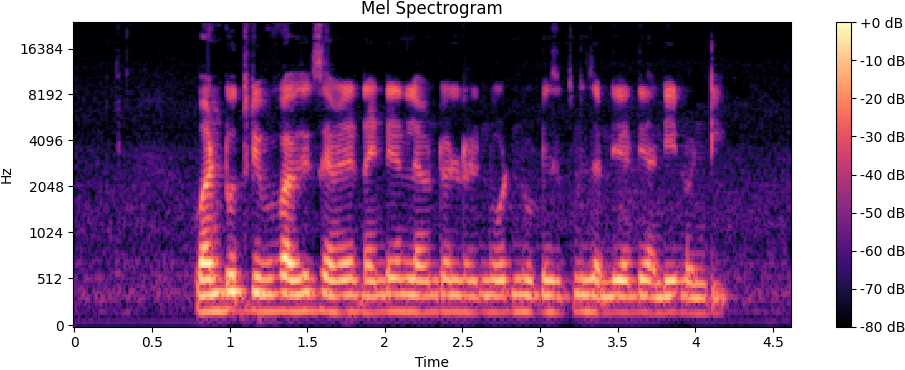 Mel Spectrogram
+0 dB
16384
-10 dB
8192
-20 dB
4096
-30 dB
Hz
2048
-40 dB
1024
-50 dB
512
-60 dB
-70 dB
0
-80 dB
0 0.5 1 1.5 2 2.5 3 3.5 4 4.5
Time